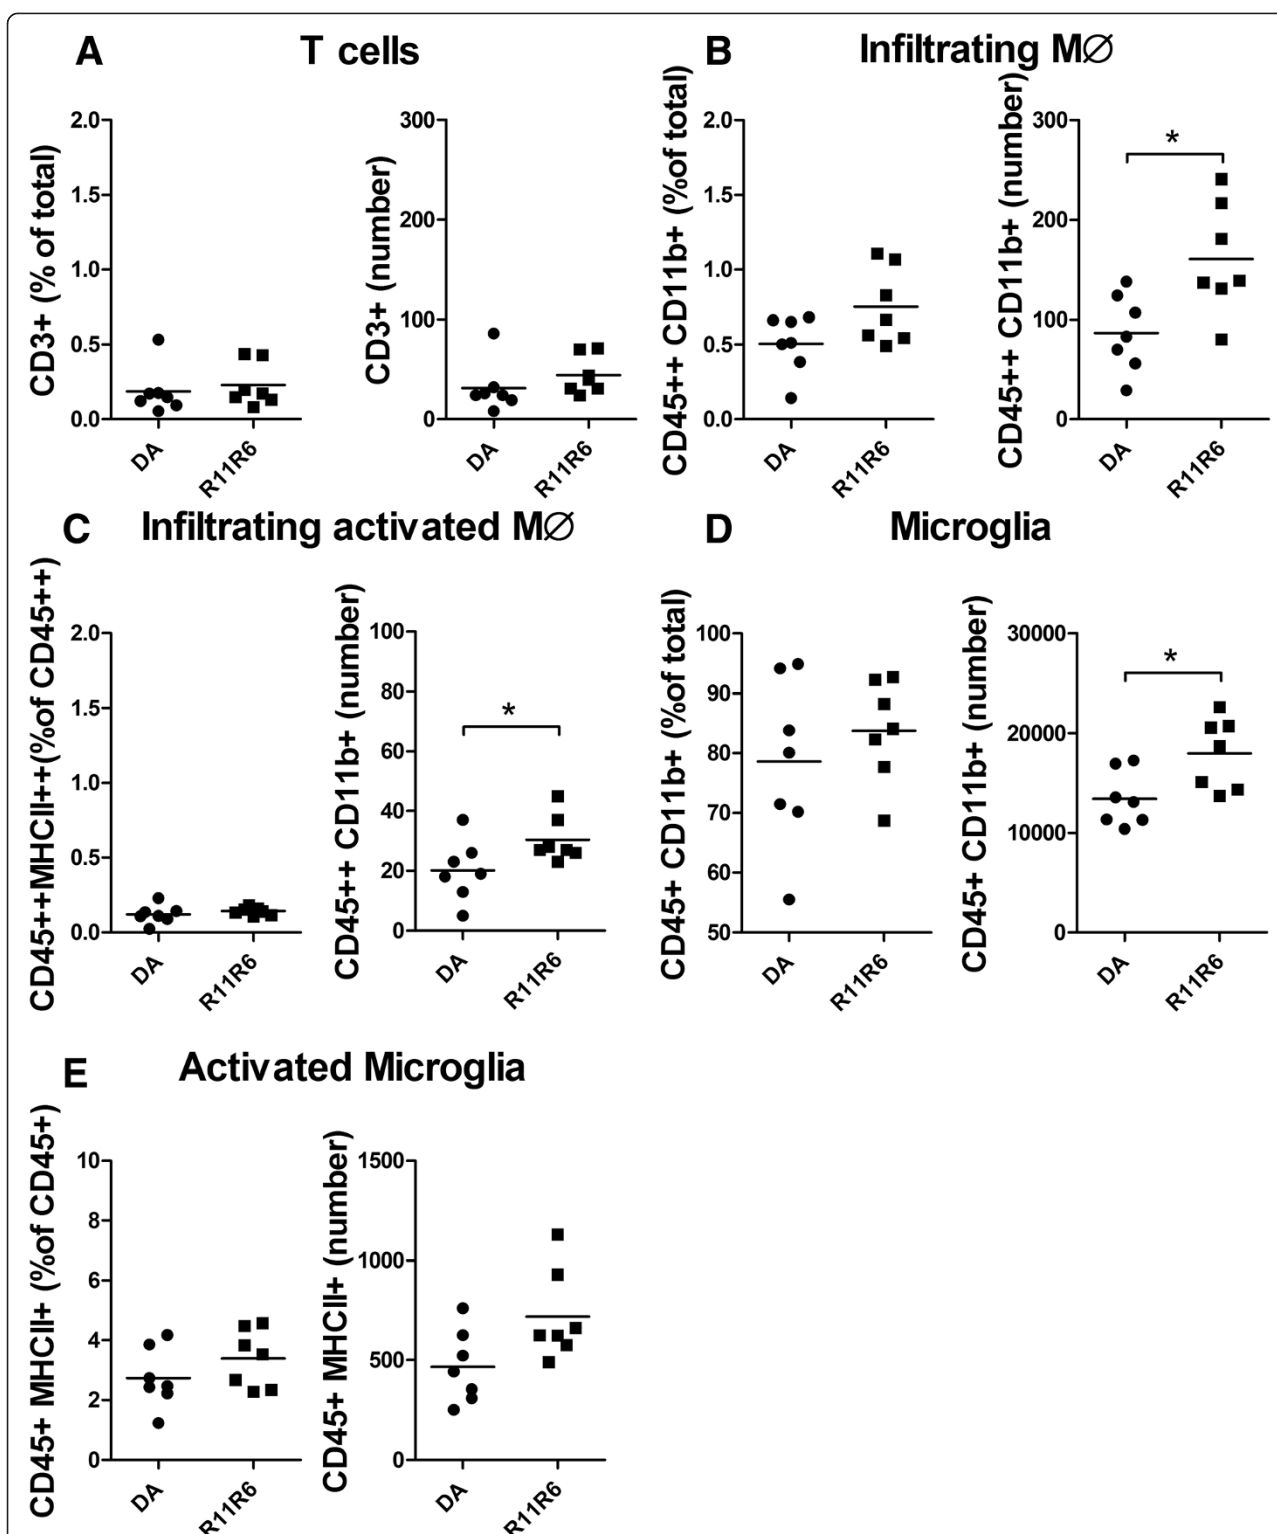 A T cells
CD3+ (% of total)
2.0
1.5
1.0
0.5
0.0
DA R11R6
CD3+ (number)
300
200
100
0
DA R11R6
B Infiltrating MØ
CD45++ CD11b+ (%of total)
2.0
1.5
1.0
0.5
0.0
DA R11R6
CD45++ CD11b+ (number)
300
200
100
0
*
DA R11R6
C Infiltrating activated MØ
CD45++MHCII++(%of CD45++)
2.0
1.5
1.0
0.5
0.0
DA R11R6
CD45++ CD11b+ (number)
100
80
60
40
20
0
*
DA R11R6
D Microglia
CD45+ CD11b+ (%of total)
100
90
80
70
60
50
DA R11R6
CD45+ CD11b+ (number)
30000
20000
10000
0
*
DA R11R6
E Activated Microglia
CD45+ MHCII+ (%of CD45+)
10
8
6
4
2
0
DA R11R6
CD45+ MHCII+ (number)
1500
1000
500
0
DA R11R6